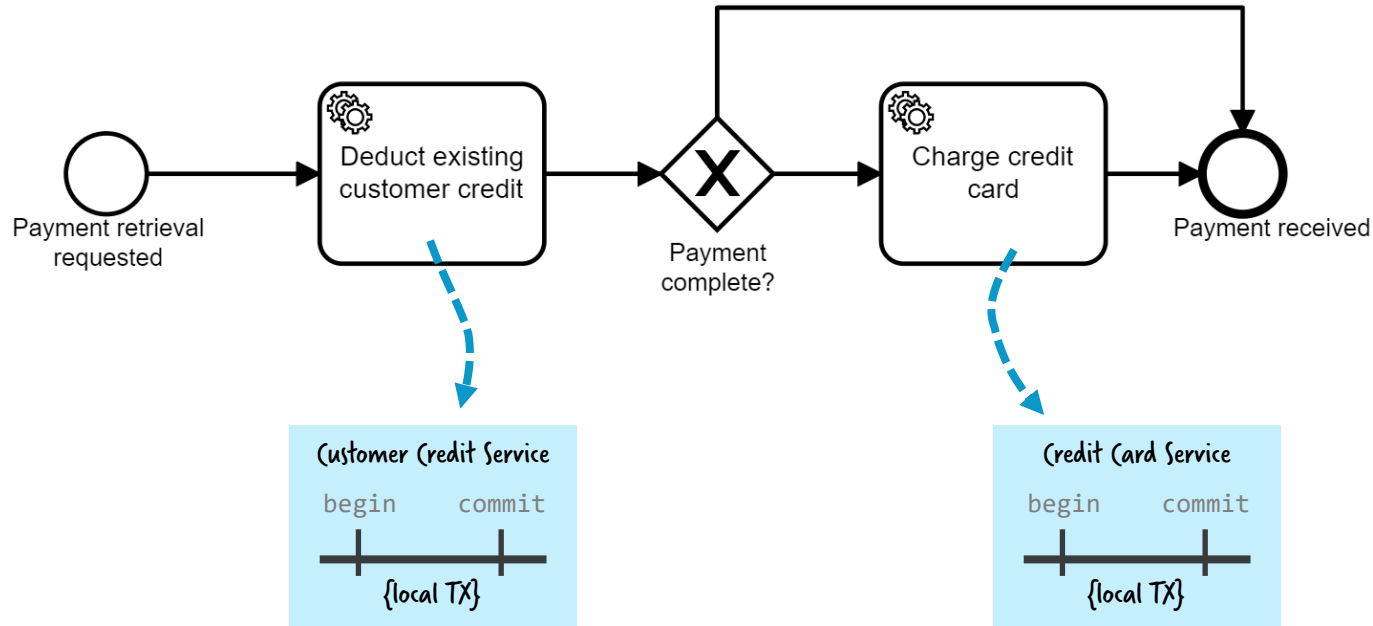 Deduct existing
customer credit
Charge credit
card
X
Payment retrieval
requested
Payment
complete?
Payment received
Customer Credit Service
begin commit
{local TX}
Credit Card Service
begin commit
{local TX}